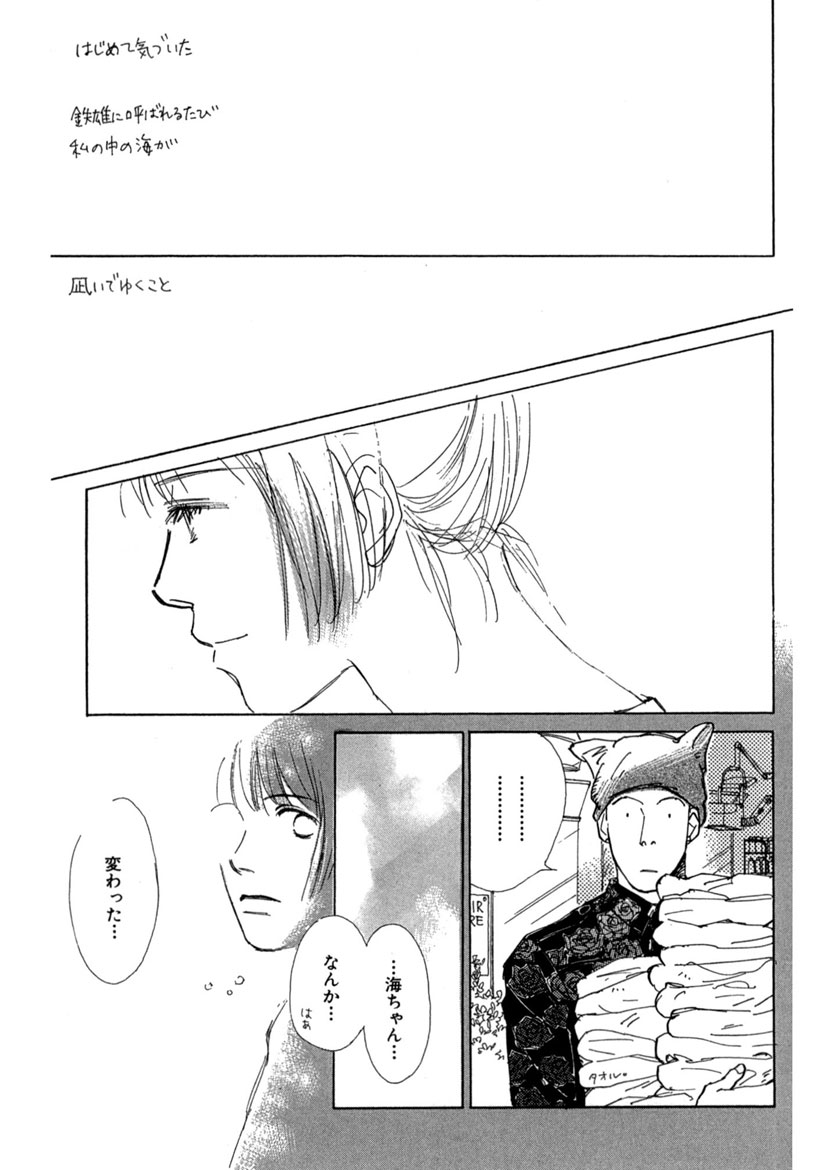 はじめて気づいた
鉄雄に呼ばれるたび
私の中の海が
凪いでゆくこと
…………
IR
RE
タオル。
…海ちゃん…
なんか…
はぁ
変わった…